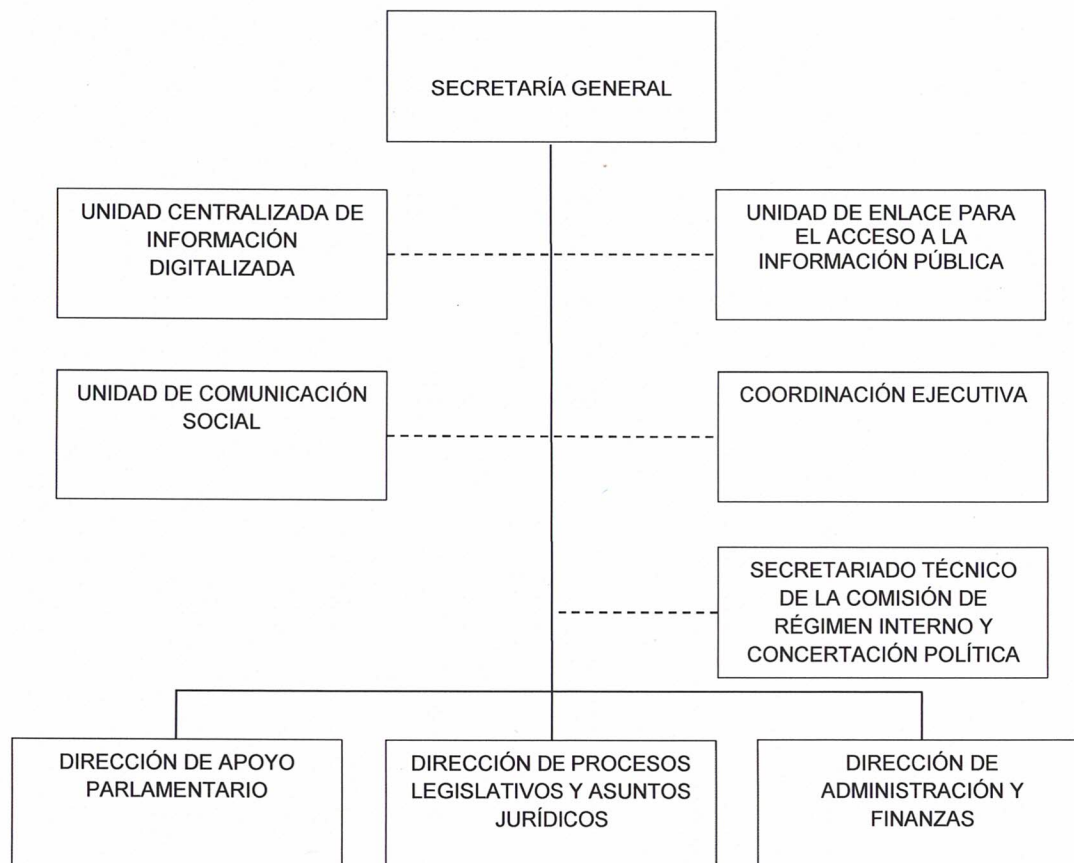 SECRETARÍA GENERAL
UNIDAD CENTRALIZADA DE
INFORMACIÓN
DIGITALIZADA
UNIDAD DE ENLACE PARA
EL ACCESO A LA
INFORMACIÓN PÚBLICA
UNIDAD DE COMUNICACIÓN
SOCIAL
COORDINACIÓN EJECUTIVA
SECRETARIADO TÉCNICO
DE LA COMISIÓN DE
RÉGIMEN INTERNO Y
CONCERTACIÓN POLÍTICA
DIRECCIÓN DE APOYO
PARLAMENTARIO
DIRECCIÓN DE PROCESOS
LEGISLATIVOS Y ASUNTOS
JURÍDICOS
DIRECCIÓN DE
ADMINISTRACIÓN Y
FINANZAS